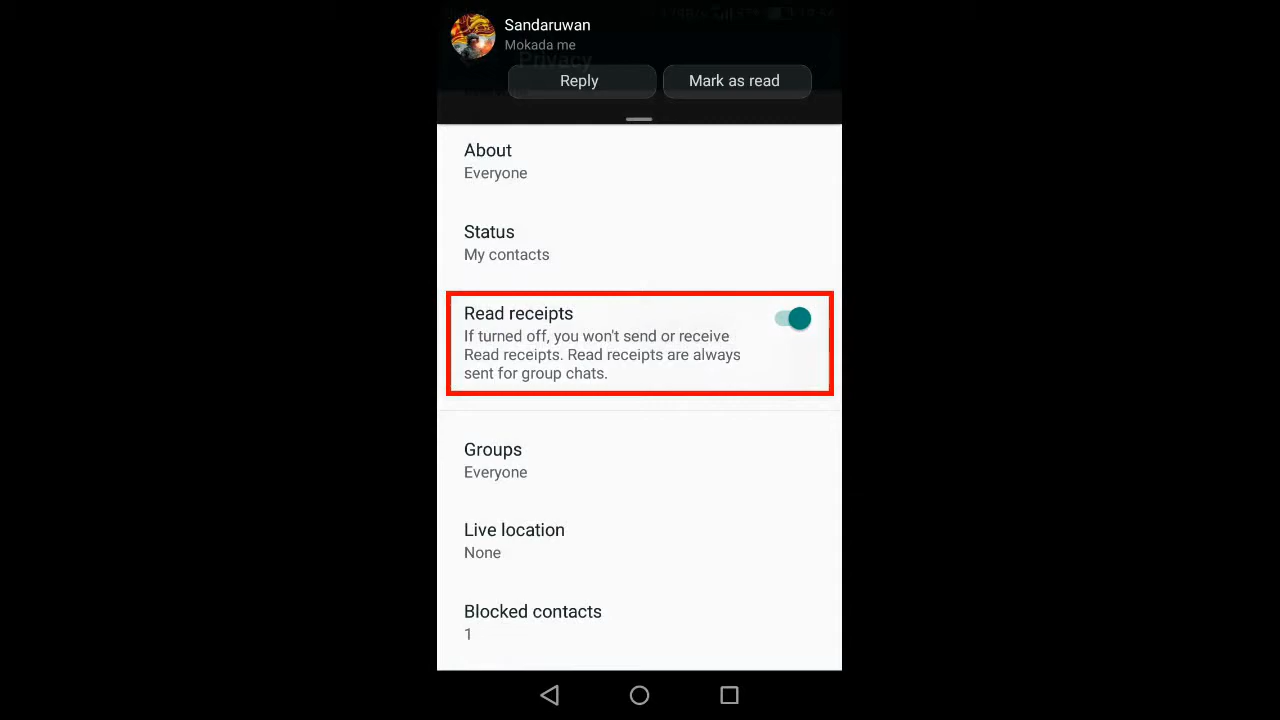 Sandaruwan
Mokada me
Privacy
Reply
Mark as read
About
Everyone
Status
My contacts
Read receipts
If turned off, you won't send or receive
Read receipts. Read receipts are always
sent for group chats.
Groups
Everyone
Live location
None
Blocked contacts
1